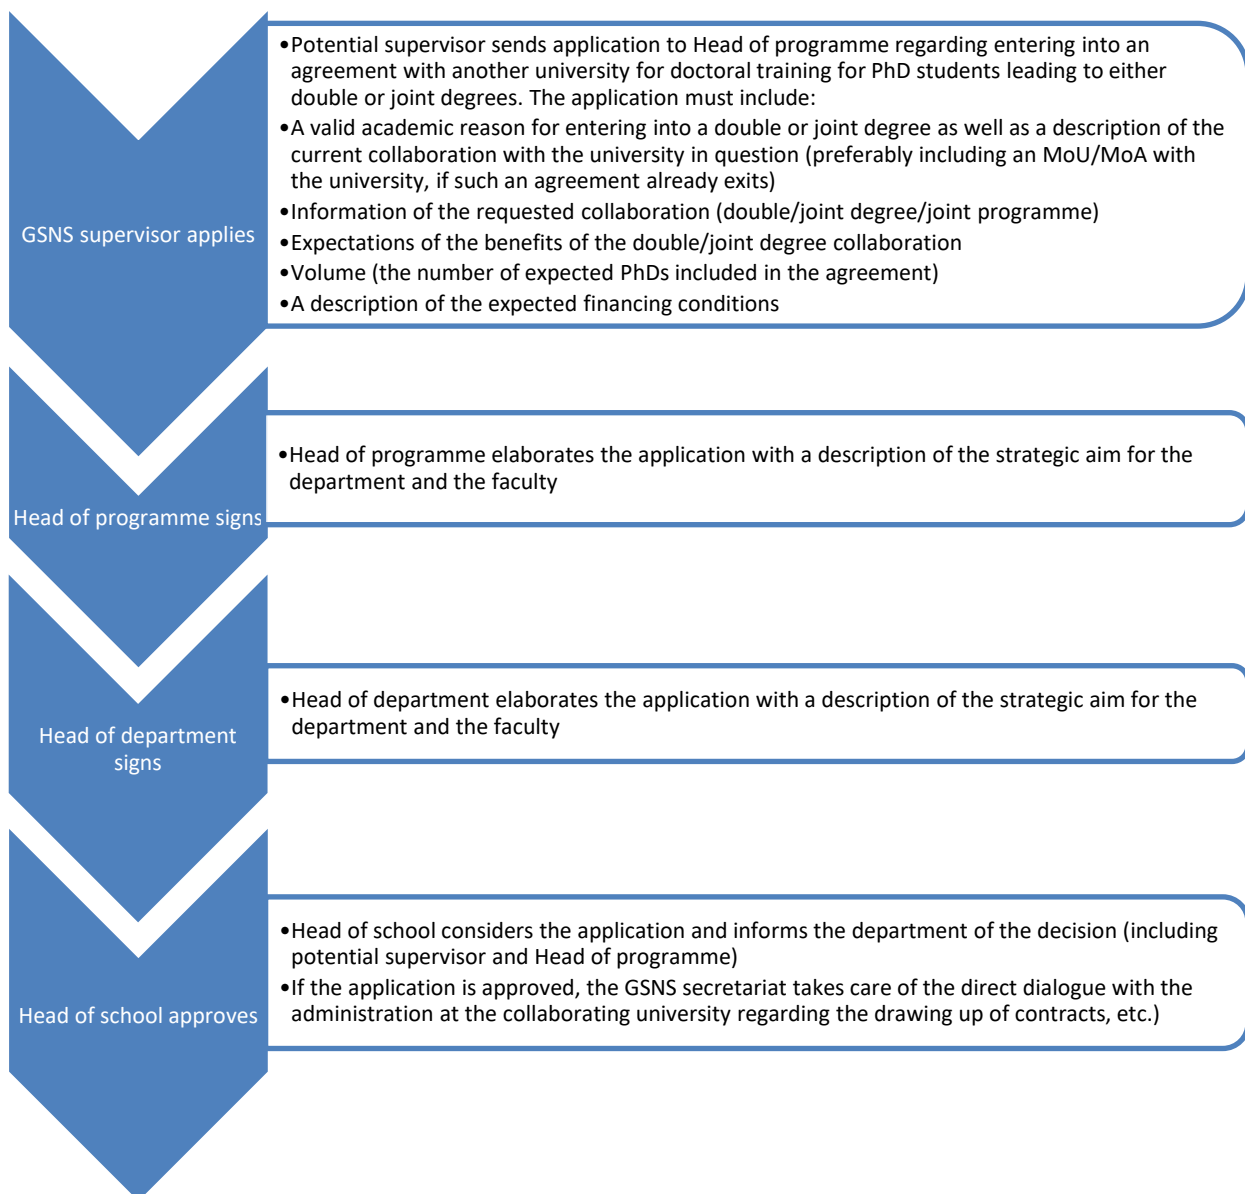 GSNS supervisor applies
•Potential supervisor sends application to Head of programme regarding entering into an
agreement with another university for doctoral training for PhD students leading to either
double or joint degrees. The application must include:
•A valid academic reason for entering into a double or joint degree as well as a description of the
current collaboration with the university in question (preferably including an MoU/MoA with
the university, if such an agreement already exits)
•Information of the requested collaboration (double/joint degree/joint programme)
•Expectations of the benefits of the double/joint degree collaboration
•Volume (the number of expected PhDs included in the agreement)
•A description of the expected financing conditions
Head of programme signs
•Head of programme elaborates the application with a description of the strategic aim for the
department and the faculty
Head of department
signs
•Head of department elaborates the application with a description of the strategic aim for the
department and the faculty
Head of school approves
•Head of school considers the application and informs the department of the decision (including
potential supervisor and Head of programme)
•If the application is approved, the GSNS secretariat takes care of the direct dialogue with the
administration at the collaborating university regarding the drawing up of contracts, etc.)